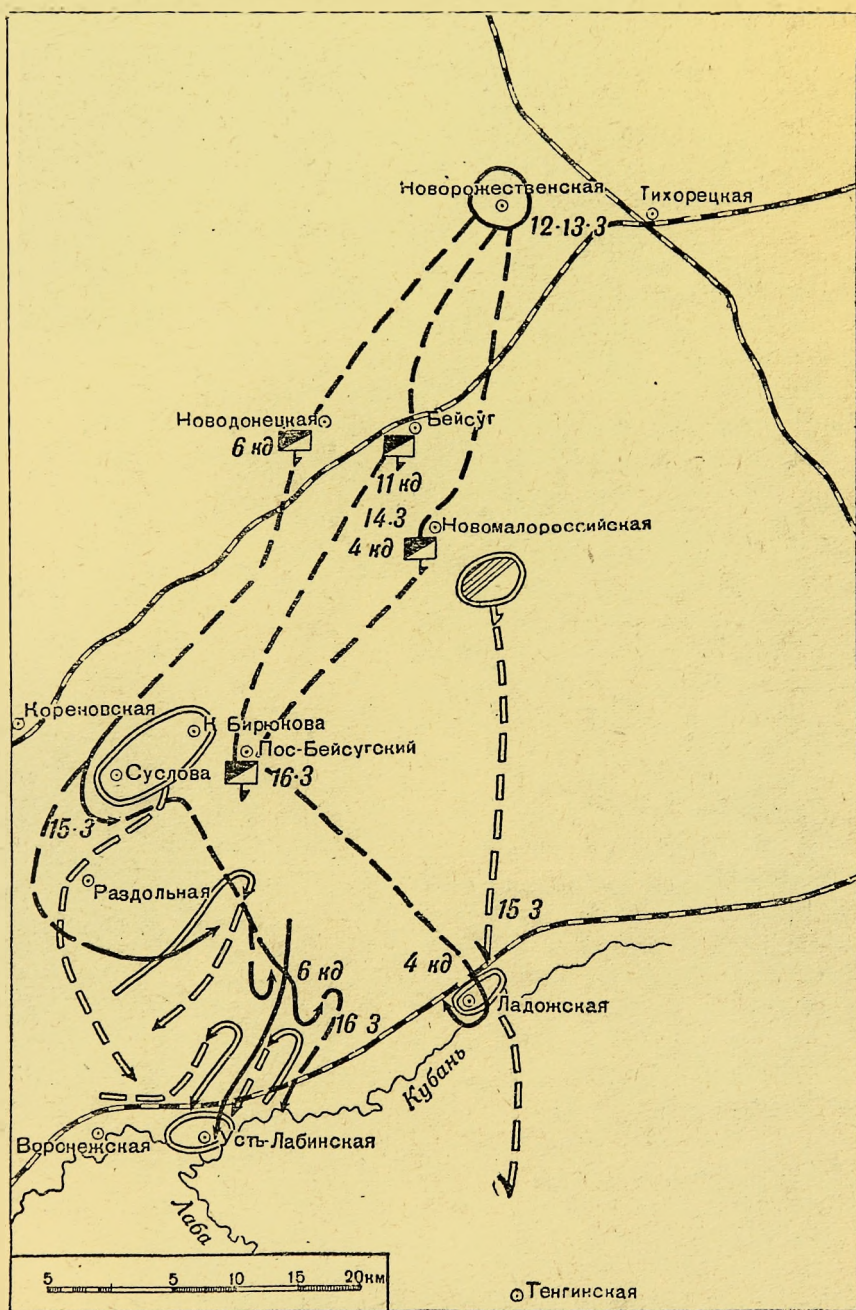 Новорожественская
Тихорецкая
12-13·3
Новодонецкая
6 кд
Бейсуг
11 кд
14·3
4 кд
Новомалороссийская
Кореновская
К. Бирюкова
Суслова
Пос-Бейсугский
16·3
15·3
Раздольная
15 3
4 кд
6 кд
Ладожская
16 3
Кубань
Воронежская
Усть-Лабинская
Лаба
5 5 10 15 20км
Тенгинская